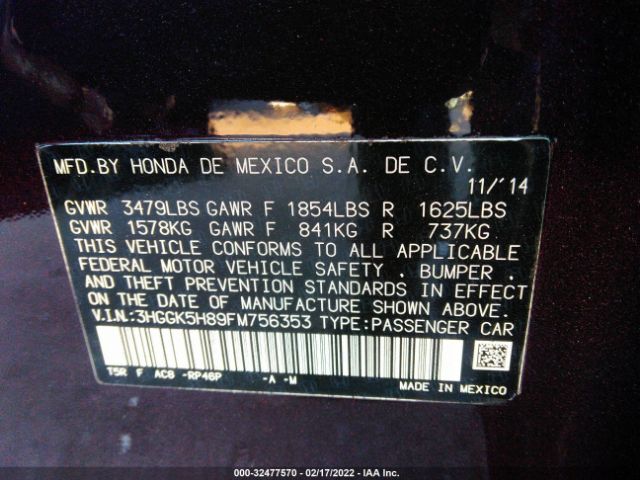 MFD.BY HONDA DE MEXICO S.A. DE C.V.
11/'14
GVWR 3479LBS GAWR F 1854LBS R 1625LBS
GVWR 1578KG GAWR F 841KG R 737KG
THIS VEHICLE CONFORMS TO ALL APPLICABLE
FEDERAL MOTOR VEHICLE SAFETY , BUMPER ,
AND THEFT PREVENTION STANDARDS IN EFFECT
ON THE DATE OF MANUFACTURE SHOWN ABOVE.
V.I.N:3HGGK5H89FM756353 TYPE:PASSENGER CAR
T5R F AC8 -RP46P -A -M
MADE IN MEXICO
000-32477570 - 02/17/2022 - IAA Inc.